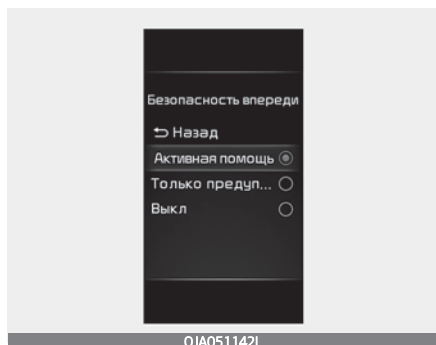 Безопасность впереди
Назад
Активная помощь
Только предуп...
Выкл
OJA051142L